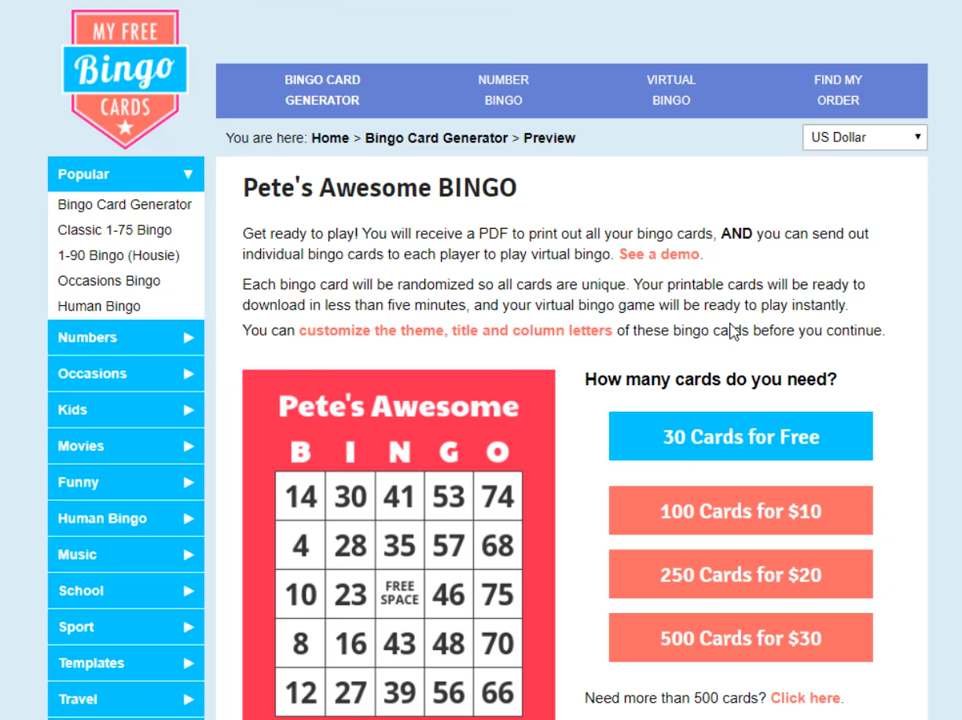 MY FREE
Bingo
CARDS
BINGO CARD
GENERATOR
NUMBER
BINGO
VIRTUAL
BINGO
FIND MY
ORDER
You are here: Home > Bingo Card Generator > Preview
US Dollar
Popular
Bingo Card Generator
Classic 1-75 Bingo
1-90 Bingo (Housie)
Occasions Bingo
Human Bingo
Numbers
Occasions
Kids
Movies
Funny
Human Bingo
Music
School
Sport
Templates
Travel
Pete's Awesome BINGO
Get ready to play! You will receive a PDF to print out all your bingo cards, AND you can send out
individual bingo cards to each player to play virtual bingo. See a demo.
Each bingo card will be randomized so all cards are unique. Your printable cards will be ready to
download in less than five minutes, and your virtual bingo game will be ready to play instantly.
You can customize the theme, title and column letters of these bingo cards before you continue.
Pete's Awesome
B I N G O
14 30 41 53 74
4 28 35 57 68
10 23 FREE SPACE 46 75
8 16 43 48 70
12 27 39 56 66
How many cards do you need?
30 Cards for Free
100 Cards for $10
250 Cards for $20
500 Cards for $30
Need more than 500 cards? Click here.